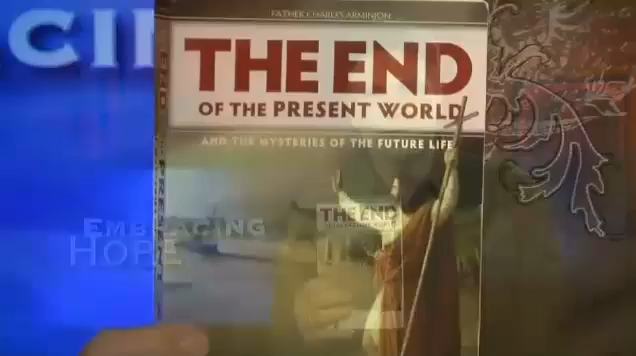 FATHER CHARLES ARMINJON
THE END
OF THE PRESENT WORLD
AND THE MYSTERIES OF THE FUTURE LIFE
THE END
EMBRACING
HOPE